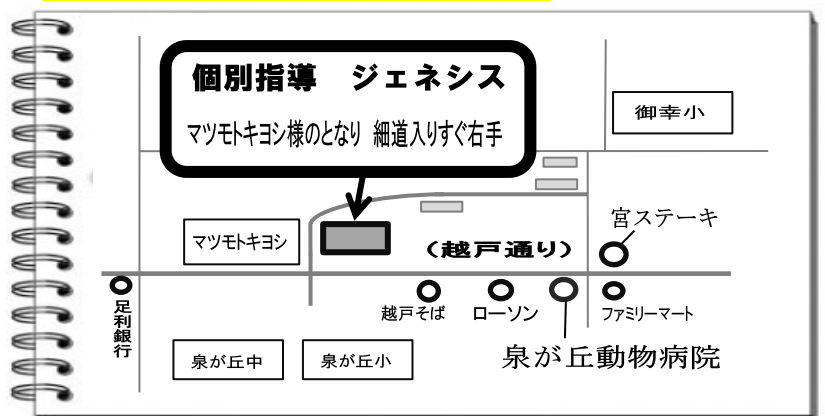 個別指導　ジェネシス
マツモトキヨシ様のとなり 細道入りすぐ右手
御幸小
宮ステーキ
マツモトキヨシ
(越戸通り)
足利銀行
越戸そば
ローソン
ファミリーマート
泉が丘動物病院
泉が丘中
泉が丘小